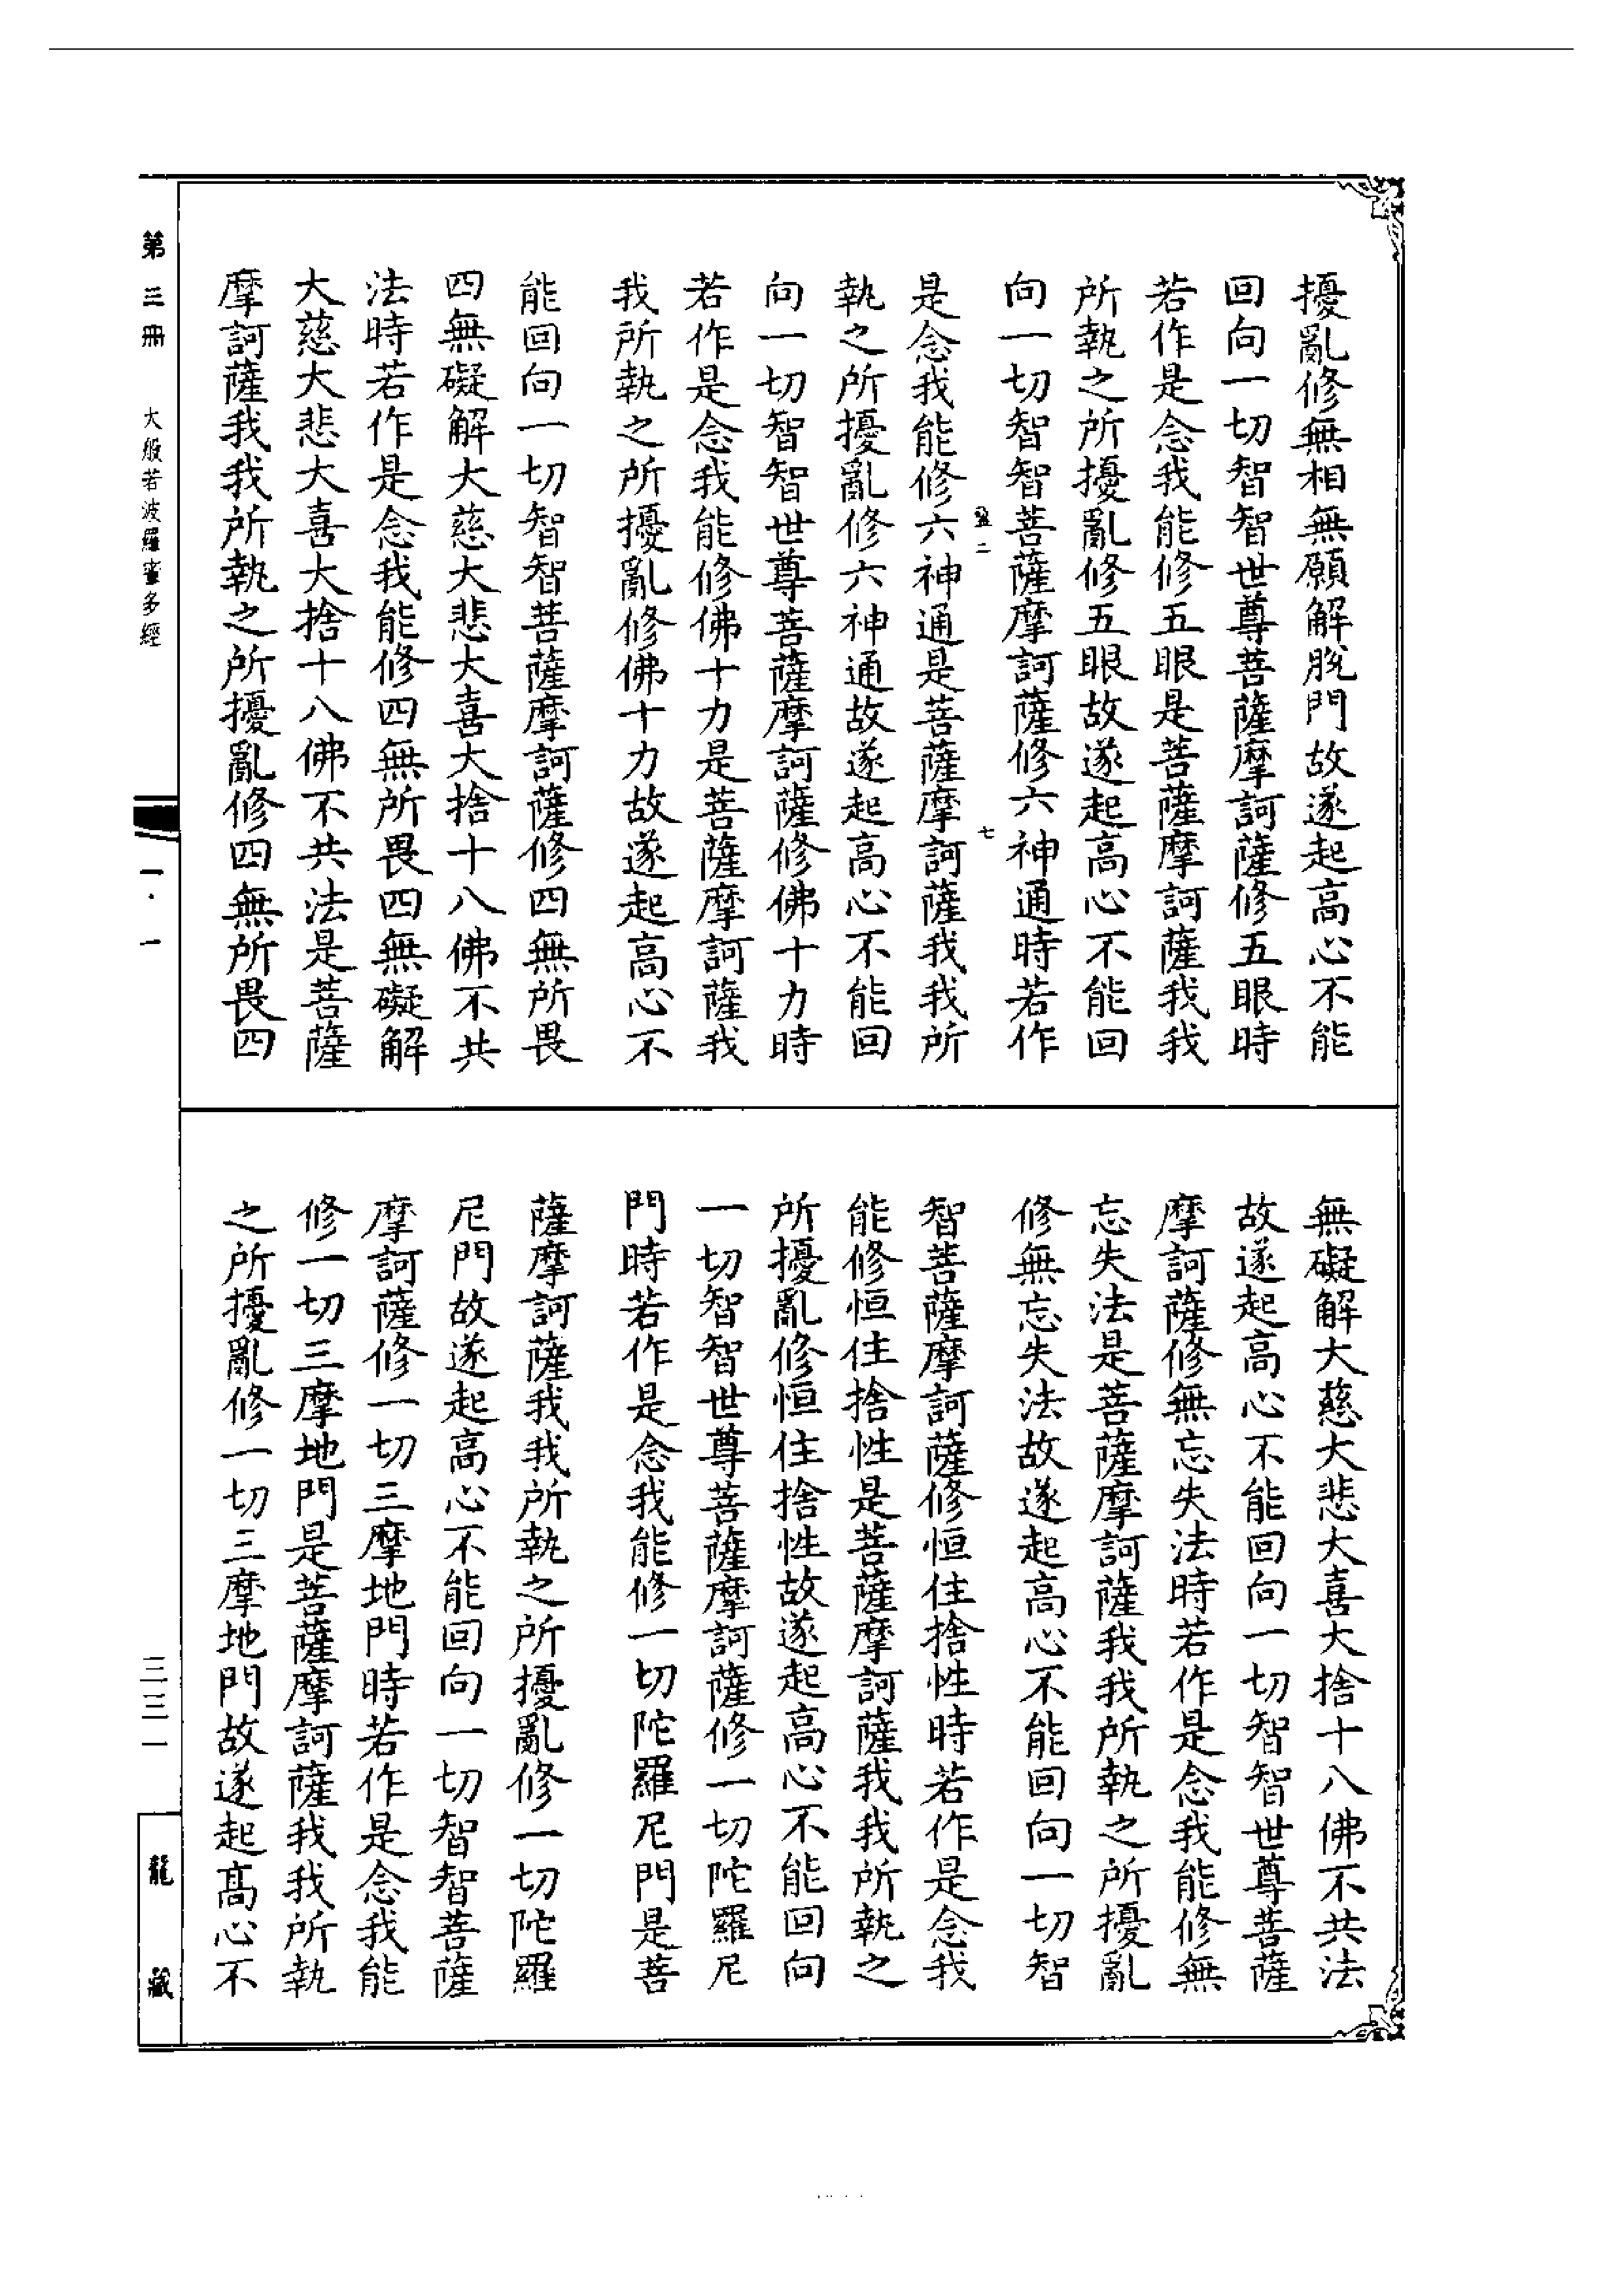 擾亂修無相無願解脫門故遂起高心不能
回向一切智智世尊菩薩摩訶薩修五眼時
若作是念我能修五眼是菩薩摩訶薩我我
所執之所擾亂修五眼故遂起高心不能回
向一切智智菩薩摩訶薩修六神通時若作
是念我能修六神通是菩薩摩訶薩我我所
執之所擾亂修六神通故遂起高心不能回
向一切智智世尊菩薩摩訶薩修佛十力時
若作是念我能修佛十力是菩薩摩訶薩我
我所執之所擾亂修佛十力故遂起高心不
能回向一切智智菩薩摩訶薩修四無所畏
四無礙解大慈大悲大喜大捨十八佛不共
法時若作是念我能修四無所畏四無礙解
大慈大悲大喜大捨十八佛不共法是菩薩
摩訶薩我我所執之所擾亂修四無所畏四
無礙解大慈大悲大喜大捨十八佛不共法
故遂起高心不能回向一切智智世尊菩薩
摩訶薩修無忘失法時若作是念我能修無
忘失法是菩薩摩訶薩我我所執之所擾亂
修無忘失法故遂起高心不能回向一切智
智菩薩摩訶薩修恒住捨性時若作是念我
能修恒住捨性是菩薩摩訶薩我我所執之
所擾亂修恒住捨性故遂起高心不能回向
一切智智世尊菩薩摩訶薩修一切陀羅尼
門時若作是念我能修一切陀羅尼門是菩
薩摩訶薩我我所執之所擾亂修一切陀羅
尼門故遂起高心不能回向一切智智菩薩
摩訶薩修一切三摩地門時若作是念我能
修一切三摩地門是菩薩摩訶薩我我所執
之所擾亂修一切三摩地門故遂起高心不
第三冊 大般若波羅蜜多經
一·一
三三一
龍藏
二
七